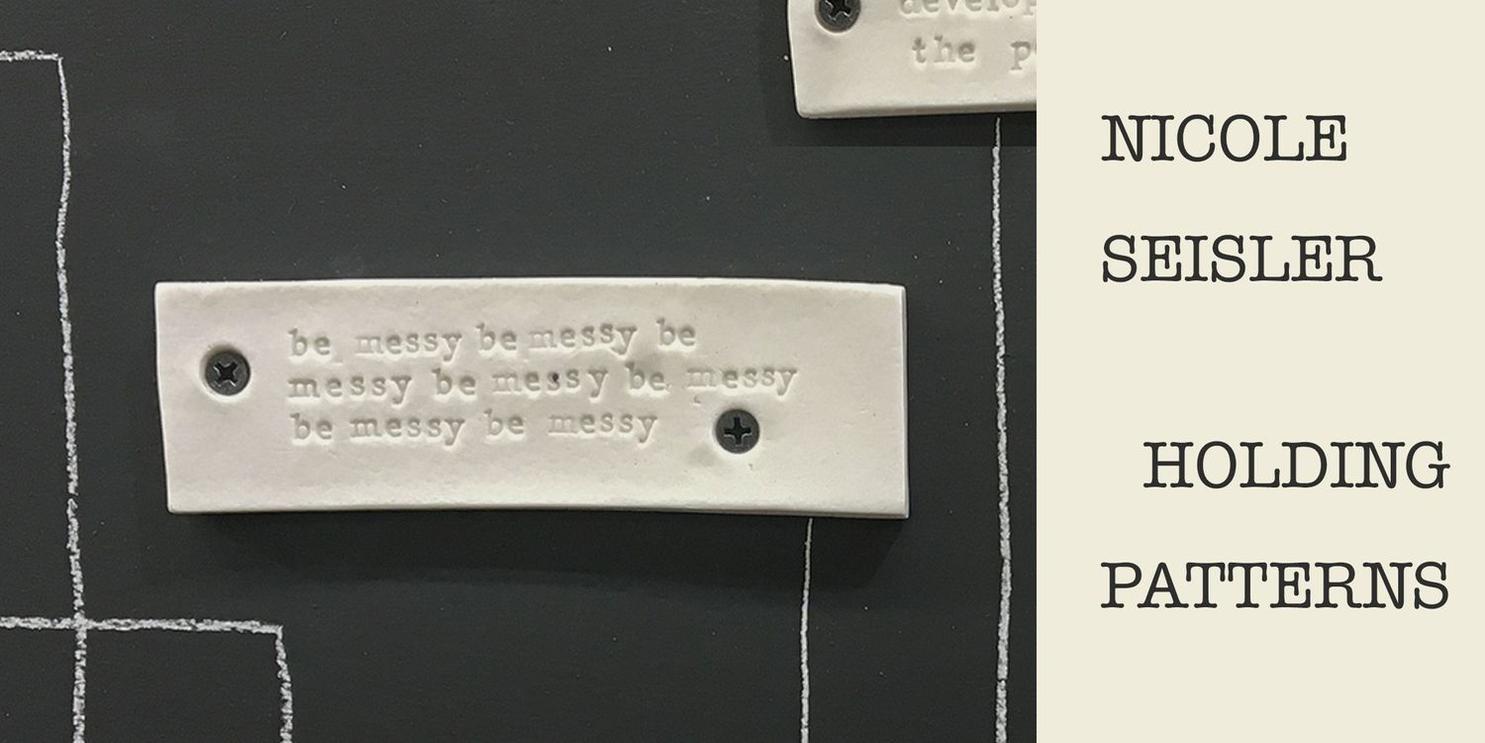 the
be messy be messy be
messy be messy be messy
be messy be messy
NICOLE
SEISLER
HOLDING
PATTERNS